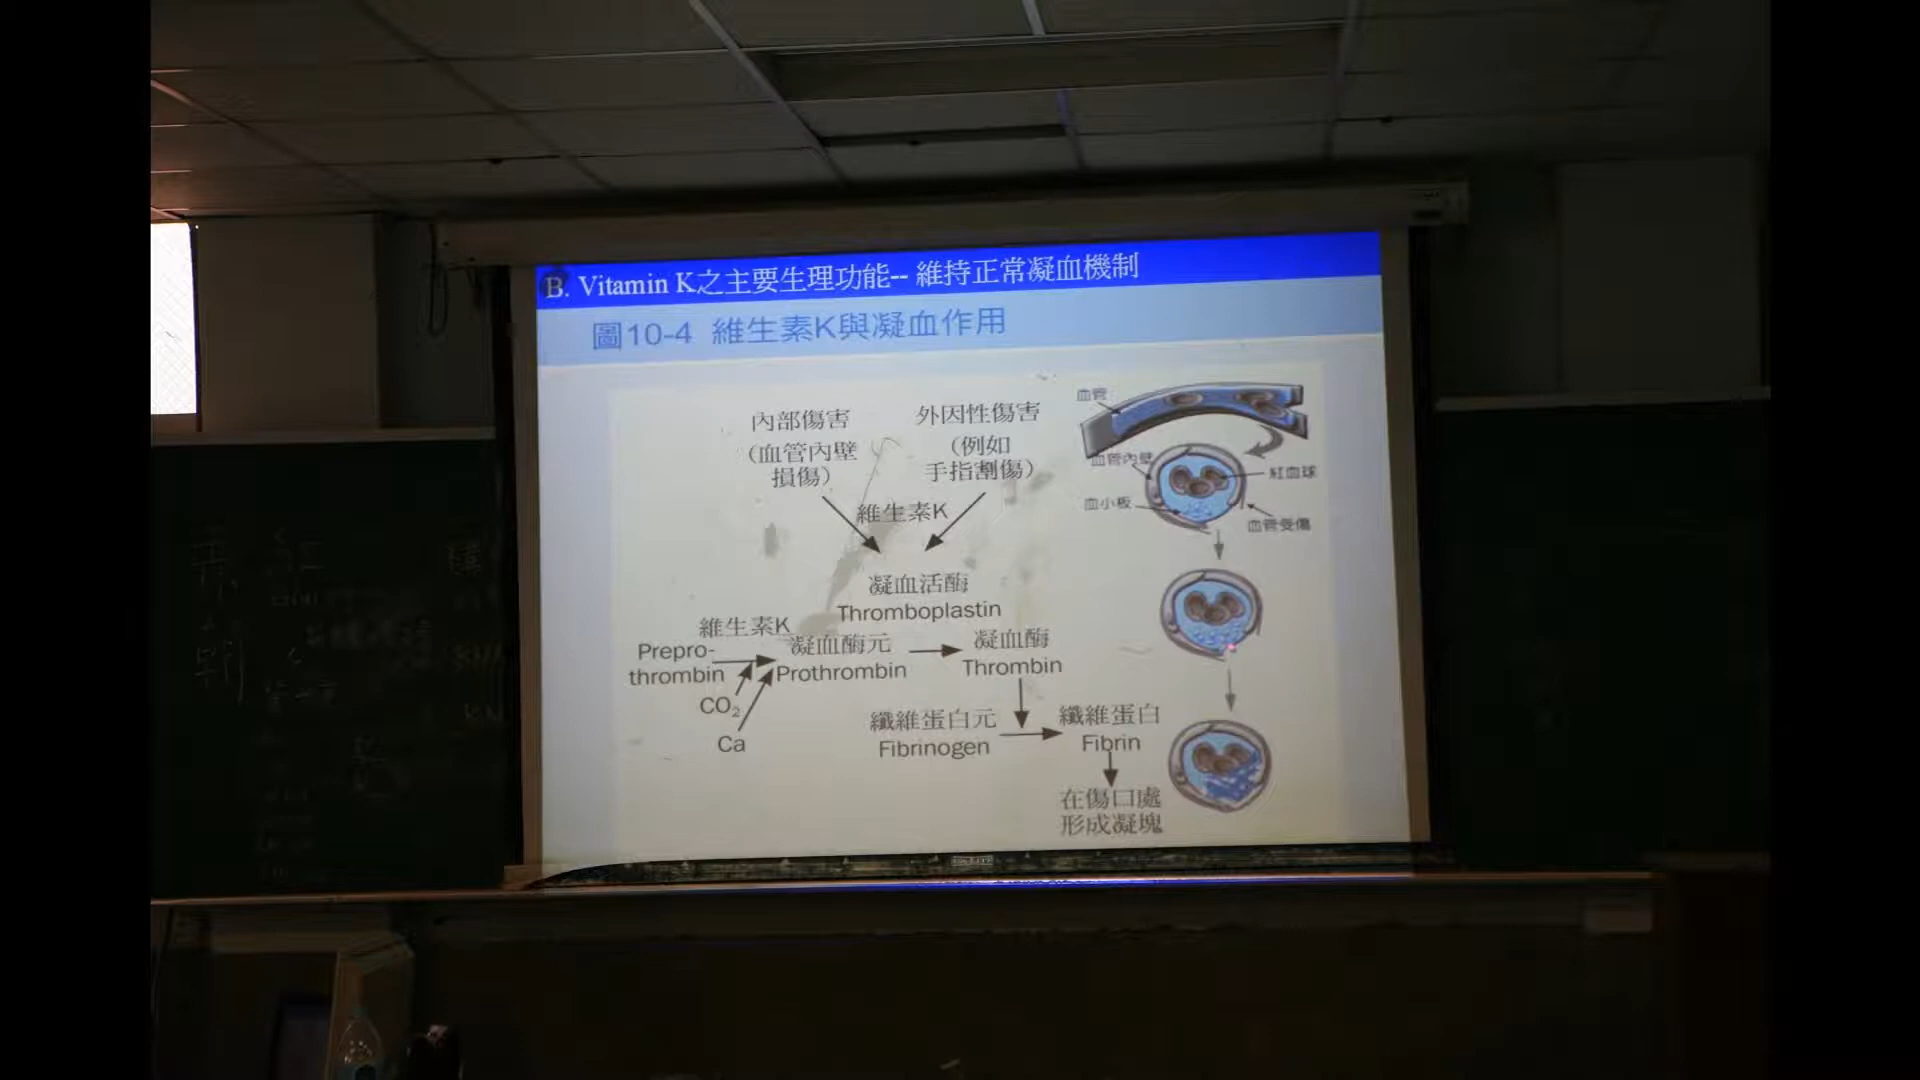 B. Vitamin K之主要生理功能-- 維持正常凝血機制
圖10-4 維生素K與凝血作用
內部傷害
(血管內壁
損傷)
外因性傷害
(例如
手指割傷)
維生素K
凝血活酶
Thromboplastin
維生素K
Prepro-
thrombin
CO2
Ca
凝血酶元
Prothrombin
凝血酶
Thrombin
纖維蛋白元
Fibrinogen
纖維蛋白
Fibrin
在傷口處
形成凝塊
血管
血管內壁
紅血球
血小板
血管受傷